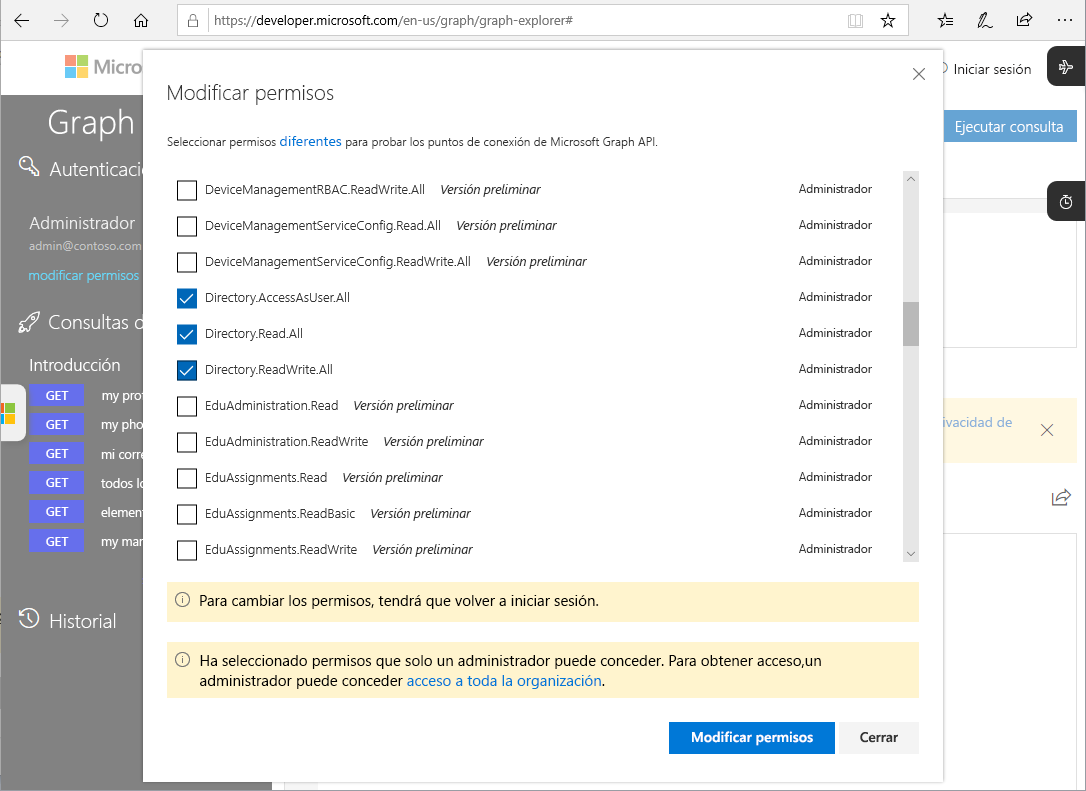 https://developer.microsoft.com/en-us/graph/graph-explorer#
Micro
Iniciar sesión
Graph
Ejecutar consulta
Autenticaci
Administrador
admin@contoso.com
modificar permisos
Consultas d
Introducción
GET my prof
GET my pho
GET mi corre
GET todos lo
GET element
GET my man
Historial
ivacidad de
Modificar permisos
Seleccionar permisos diferentes para probar los puntos de conexión de Microsoft Graph API.
DeviceManagementRBAC.ReadWrite.All Versión preliminar Administrador
DeviceManagementServiceConfig.Read.All Versión preliminar Administrador
DeviceManagementServiceConfig.ReadWrite.All Versión preliminar Administrador
Directory.AccessAsUser.All Administrador
Directory.Read.All Administrador
Directory.ReadWrite.All Administrador
EduAdministration.Read Versión preliminar Administrador
EduAdministration.ReadWrite Versión preliminar Administrador
EduAssignments.Read Versión preliminar Administrador
EduAssignments.ReadBasic Versión preliminar Administrador
EduAssignments.ReadWrite Versión preliminar Administrador
Para cambiar los permisos, tendrá que volver a iniciar sesión.
Ha seleccionado permisos que solo un administrador puede conceder. Para obtener acceso,un
administrador puede conceder acceso a toda la organización.
Modificar permisos
Cerrar